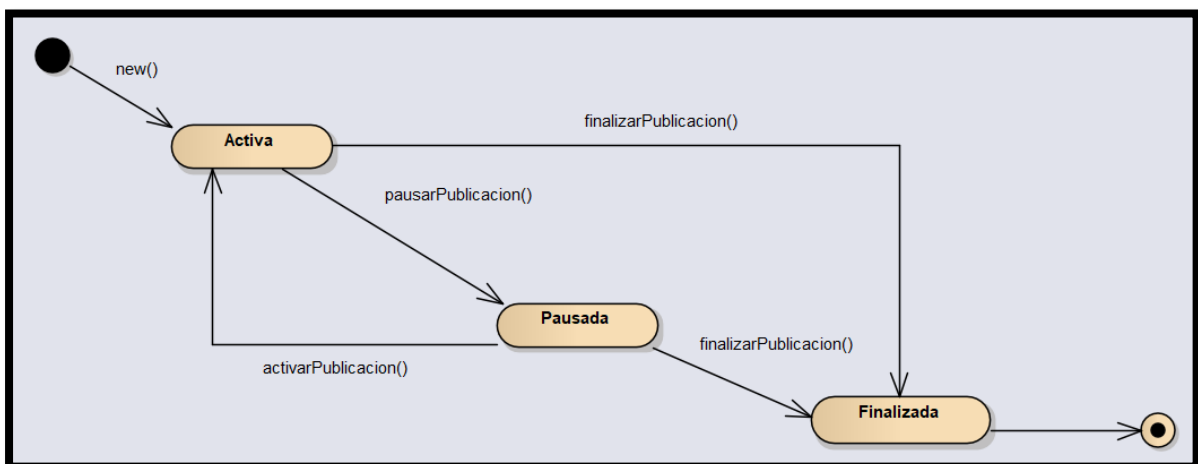 new()
Activa
finalizarPublicacion()
pausarPublicacion()
Pausada
finalizarPublicacion()
activarPublicacion()
Finalizada